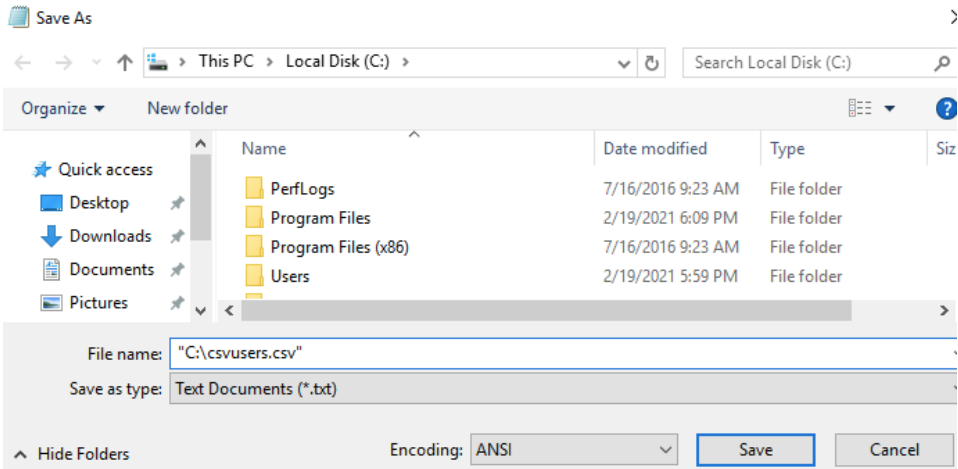 Save As
This PC > Local Disk (C:) >
Search Local Disk (C:)
Organize
New folder
?
Name
Date modified
Type
Siz
Quick access
Desktop
Downloads
Documents
Pictures
PerfLogs 7/16/2016 9:23 AM File folder
Program Files 2/19/2021 6:09 PM File folder
Program Files (x86) 7/16/2016 9:23 AM File folder
Users 2/19/2021 5:59 PM File folder
File name: "C:\csvusers.csv"
Save as type: Text Documents (*.txt)
Hide Folders
Encoding: ANSI
Save
Cancel